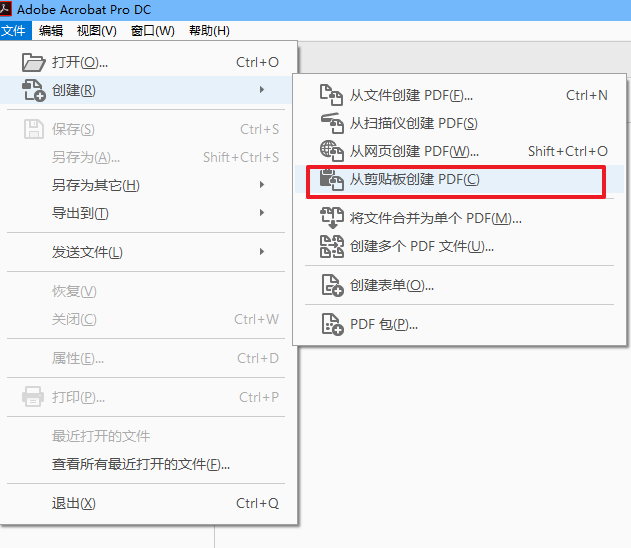 Adobe Acrobat Pro DC
文件 编辑 视图(V) 窗口(W) 帮助(H)
打开(O)... Ctrl+O
创建(R)
保存(S) Ctrl+S
另存为(A)... Shift+Ctrl+S
另存为其它(H)
导出到(T)
发送文件(L)
恢复(V)
关闭(C) Ctrl+W
属性(E)... Ctrl+D
打印(P)... Ctrl+P
最近打开的文件
查看所有最近打开的文件(F)...
退出(X) Ctrl+Q
从文件创建 PDF(F)... Ctrl+N
从扫描仪创建 PDF(S)
从网页创建 PDF(W)... Shift+Ctrl+O
从剪贴板创建 PDF(C)
将文件合并为单个 PDF(M)...
创建多个 PDF 文件(U)...
创建表单(O)...
PDF 包(P)...